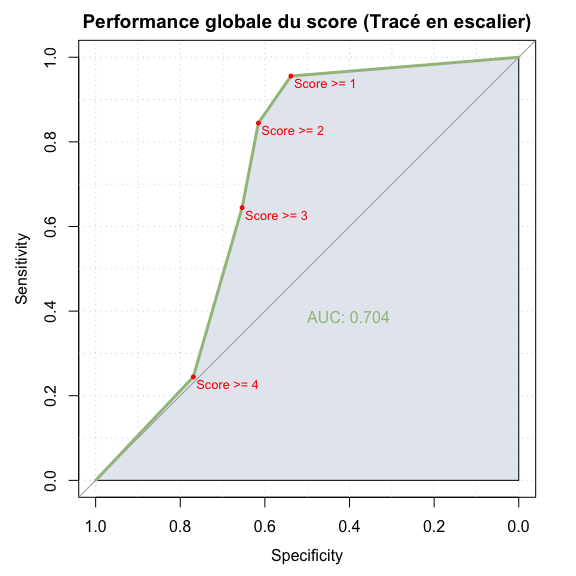 Performance globale du score (Tracé en escalier)
1.0
Score >= 1
0.8
Score >= 2
0.6
Score >= 3
Sensitivity
0.4
AUC: 0.704
0.2
Score >= 4
0.0
1.0 0.8 0.6 0.4 0.2 0.0
Specificity